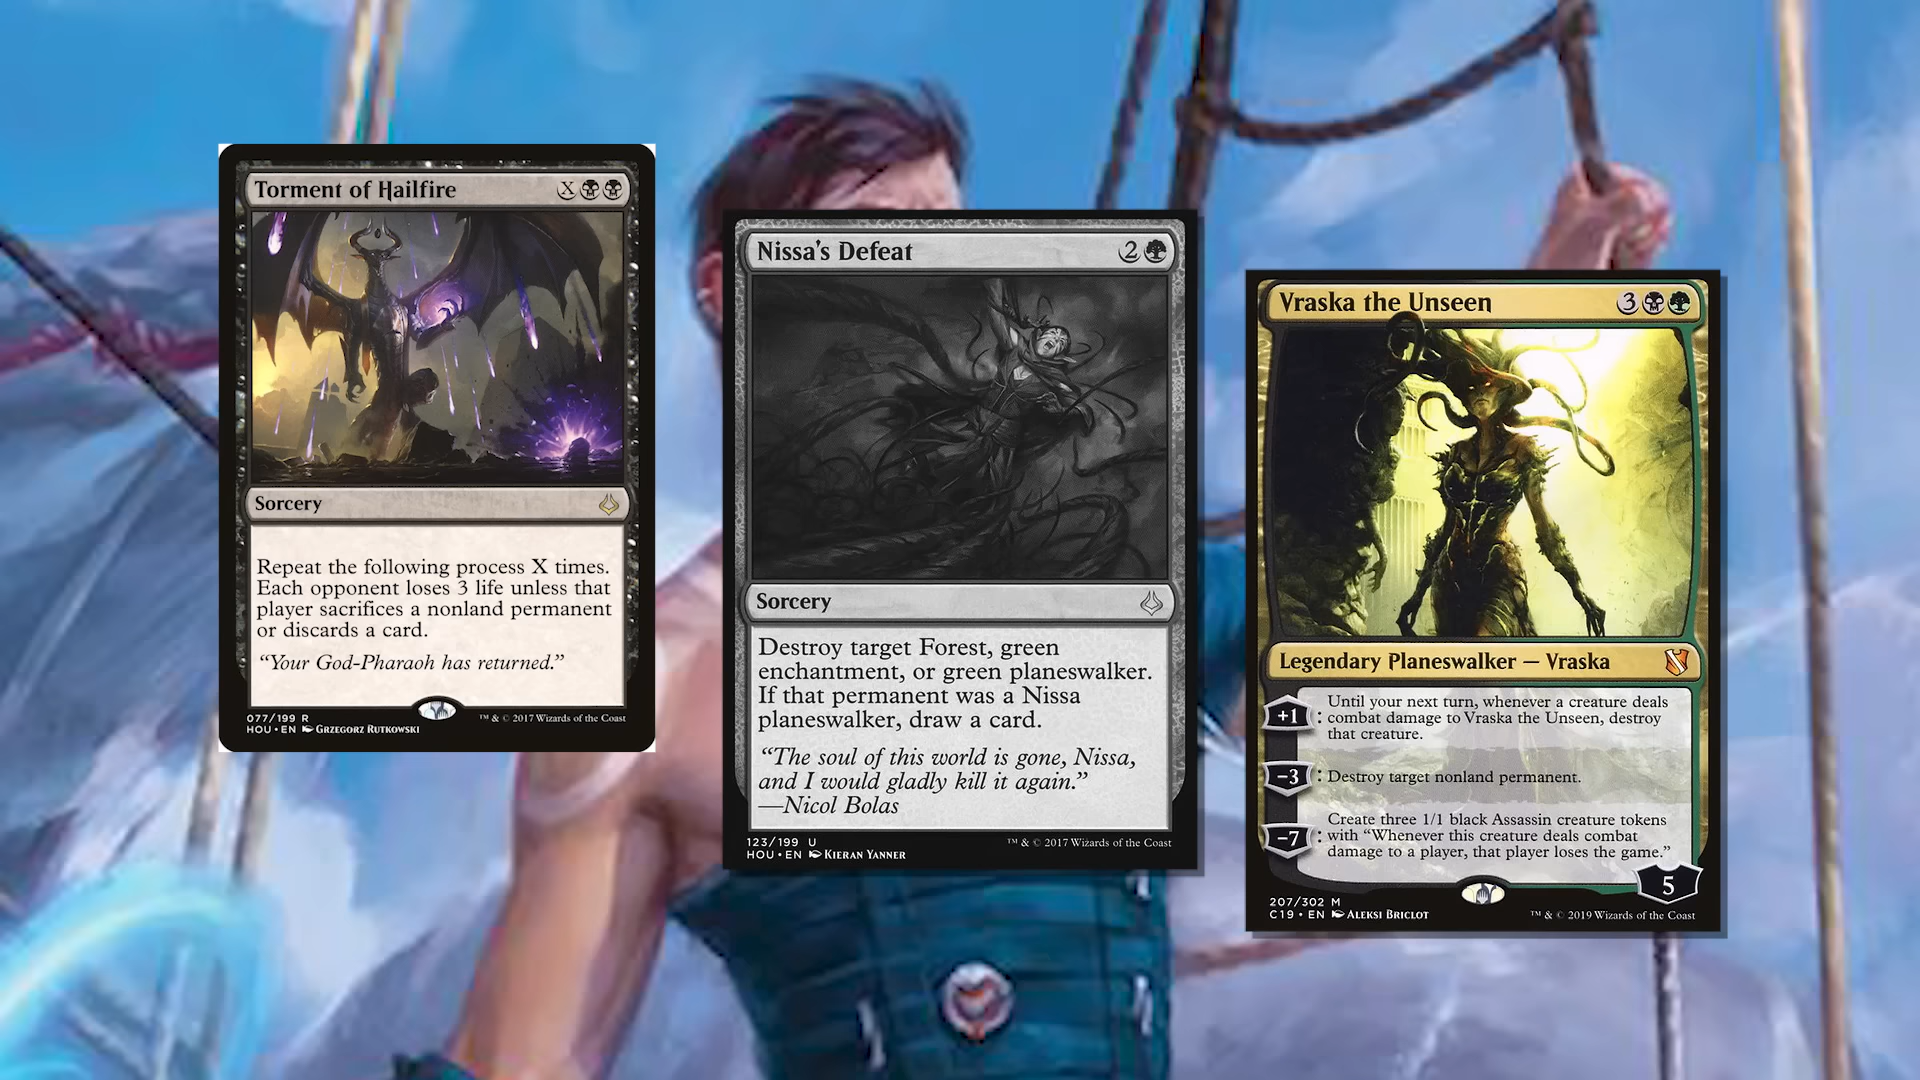 Torment of Hailfire X
Sorcery
Repeat the following process X times.
Each opponent loses 3 life unless that
player sacrifices a nonland permanent
or discards a card.
“Your God-Pharaoh has returned.”
077/199 R
HOU • EN GRZEGORZ RUTKOWSKI
™ & © 2017 Wizards of the Coast
Nissa's Defeat 2
Sorcery
Destroy target Forest, green
enchantment, or green planeswalker.
If that permanent was a Nissa
planeswalker, draw a card.
“The soul of this world is gone, Nissa,
and I would gladly kill it again.”
—Nicol Bolas
123/199 U
HOU • EN KIERAN YANNER
™ & © 2017 Wizards of the Coast
Vraska the Unseen 3
Legendary Planeswalker — Vraska
+1 : Until your next turn, whenever a creature deals
combat damage to Vraska the Unseen, destroy
that creature.
−3 : Destroy target nonland permanent.
−7 : Create three 1/1 black Assassin creature tokens
with “Whenever this creature deals combat
damage to a player, that player loses the game.”
5
207/302 M
C19 • EN ALEKSI BRICLOT
™ & © 2019 Wizards of the Coast